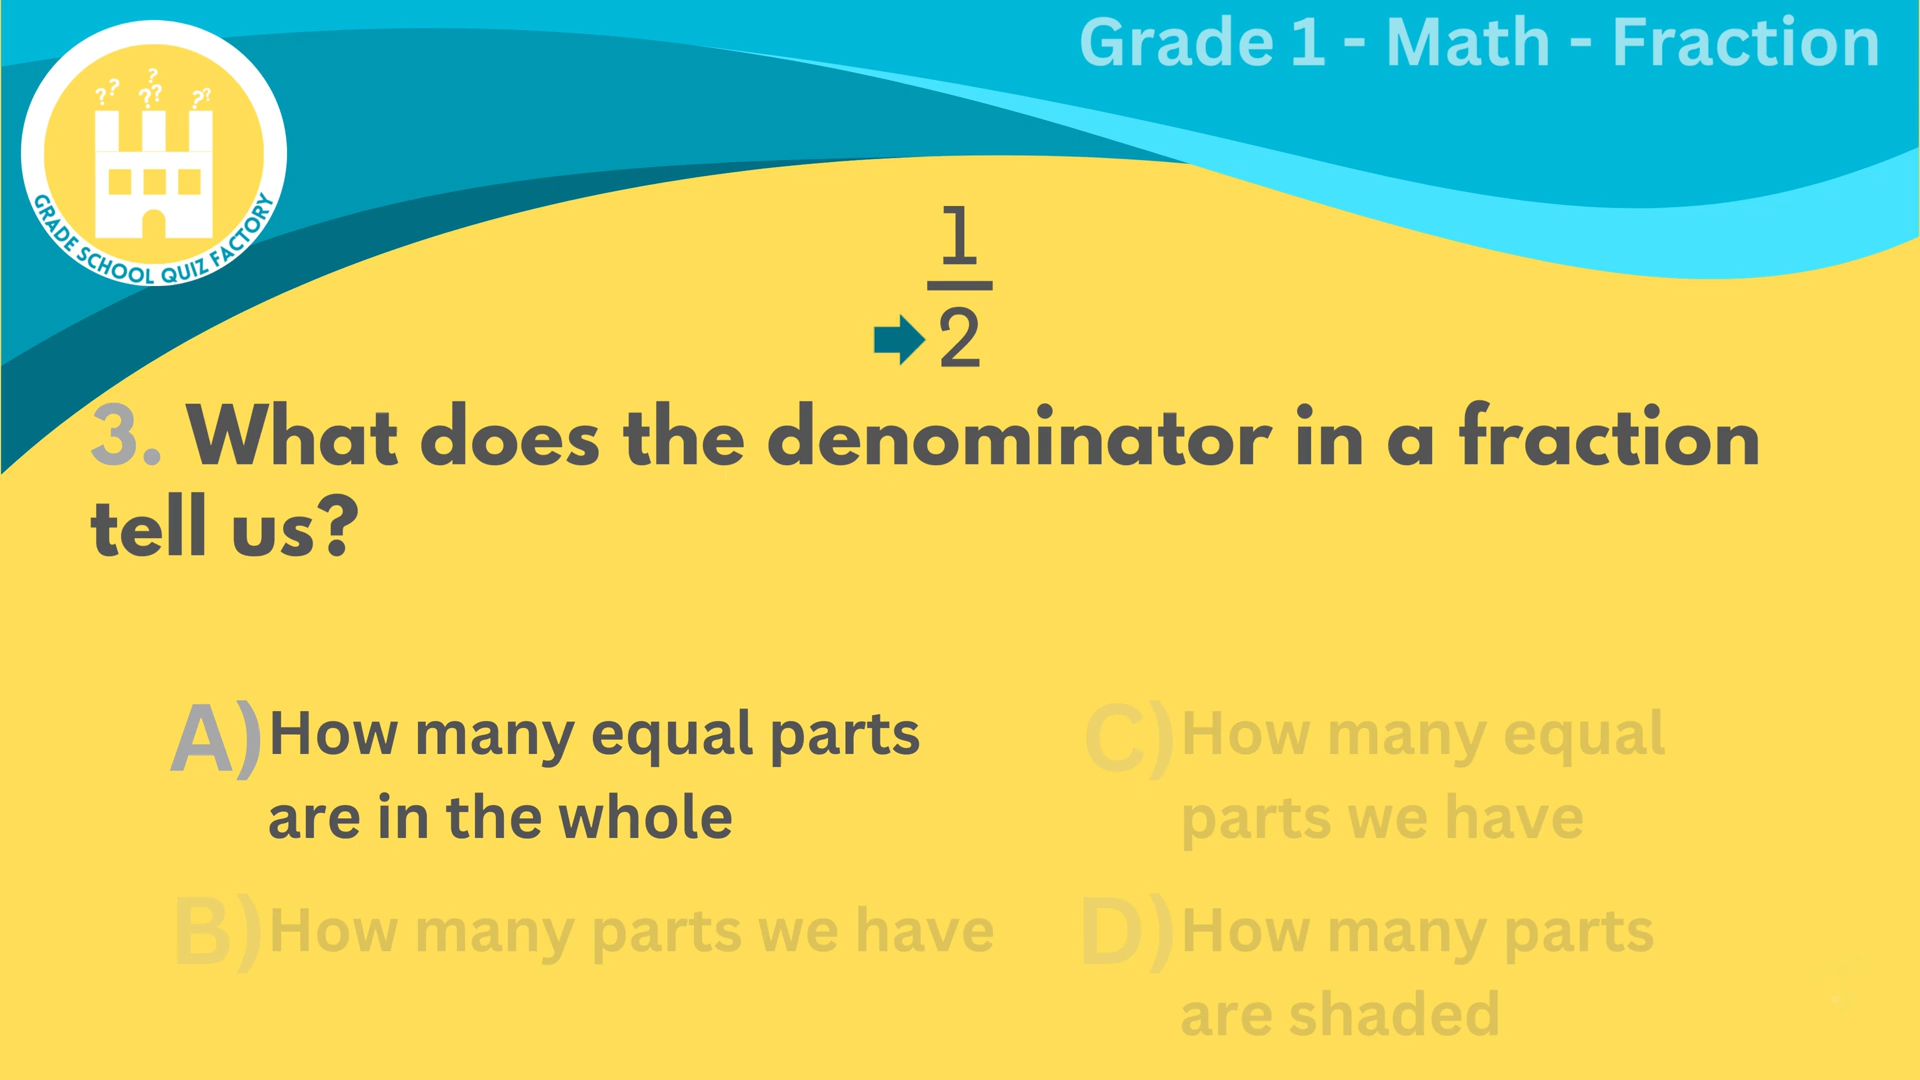 Grade 1 - Math - Fraction
? ? ? ? ? ? ?
GRADE SCHOOL QUIZ FACTORY
1
2
3. What does the denominator in a fraction
tell us?
A) How many equal parts
are in the whole
B) How many parts we have
C) How many equal
parts we have
D) How many parts
are shaded